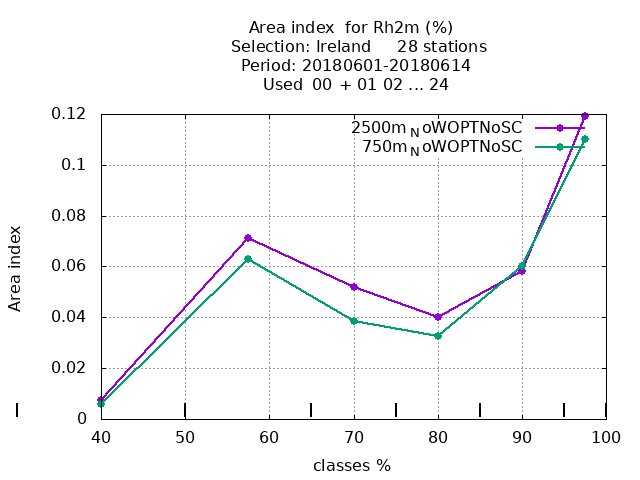 Area index  for Rh2m (%)
Selection: Ireland     28 stations
Period: 20180601-20180614
Used  00 + 01 02 ... 24
2500m_NoWOPTNoSC
750m_NoWOPTNoSC
0.12
0.1
0.08
0.06
0.04
0.02
0
Area index
40 50 60 70 80 90 100
classes %